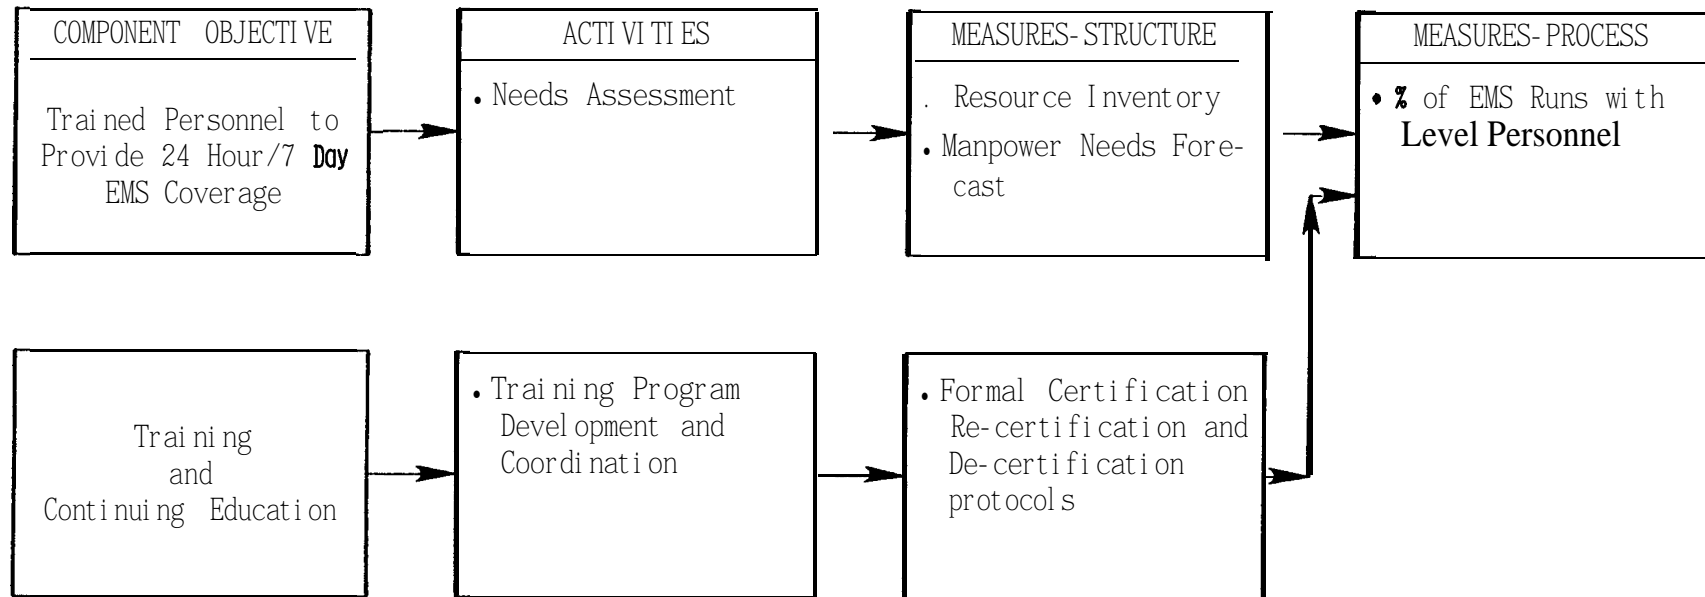 COMPONENT OBJECTIVE
Trained Personnel to
Provide 24 Hour/7 Day
EMS Coverage
ACTIVITIES
• Needs Assessment
MEASURES-STRUCTURE
. Resource Inventory
• Manpower Needs Fore-
cast
MEASURES-PROCESS
• % of EMS Runs with
Level Personnel
Training
and
Continuing Education
• Training Program
Development and
Coordination
• Formal Certification
Re-certification and
De-certification
protocols